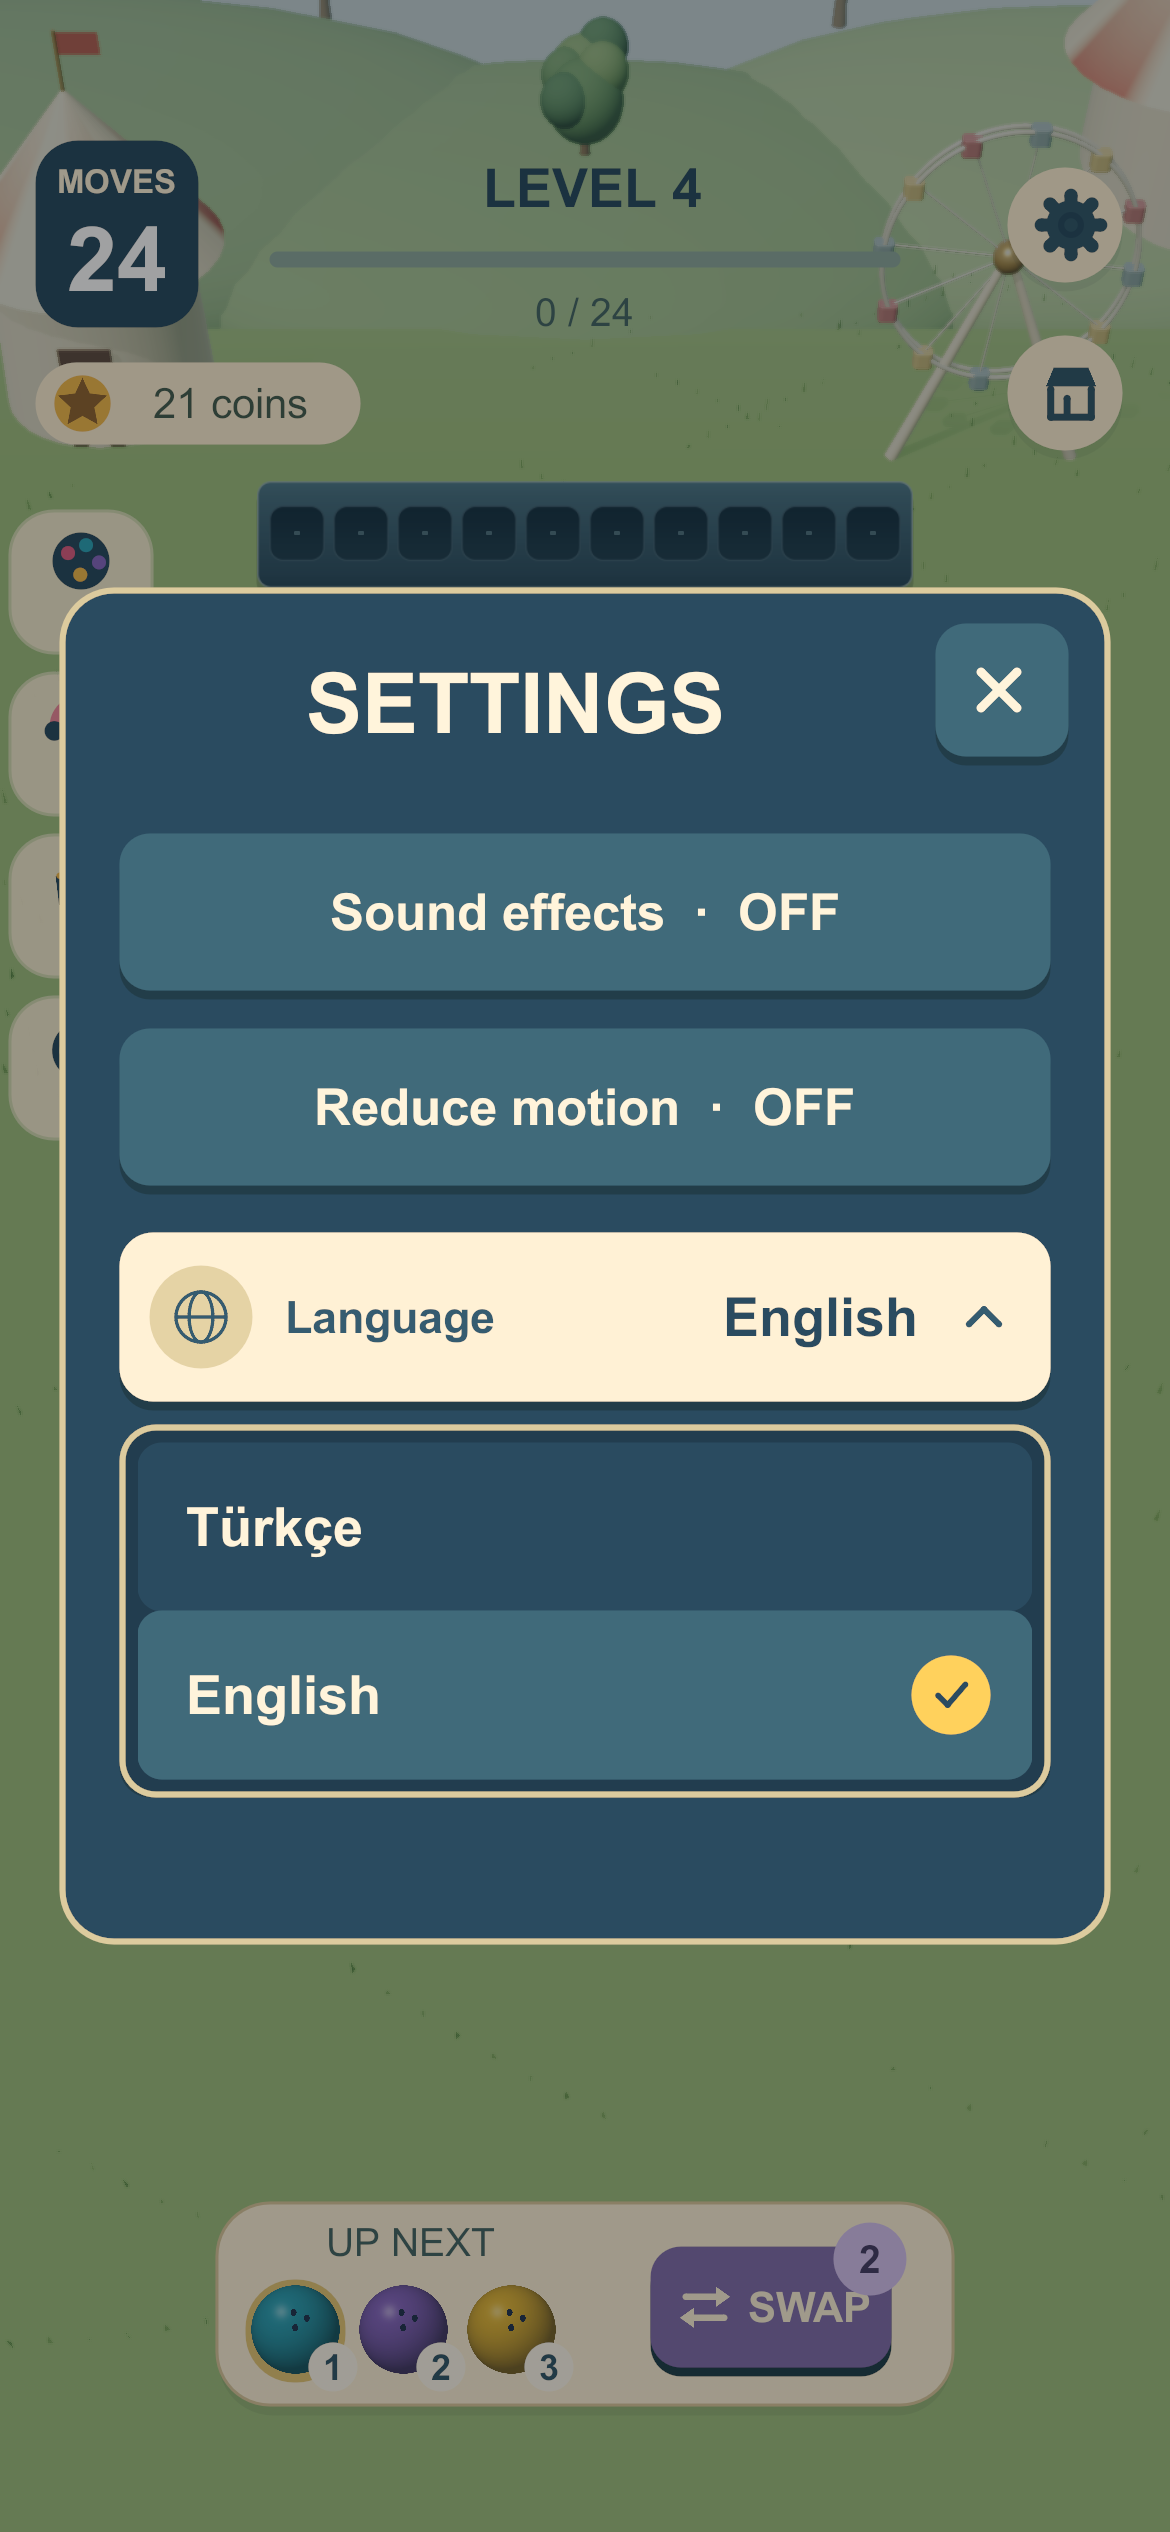 MOVES
24
LEVEL 4
0 / 24
21 coins
SETTINGS
Sound effects · OFF
Reduce motion · OFF
Language
English
Türkçe
English
UP NEXT
1
2
3
2
SWAP